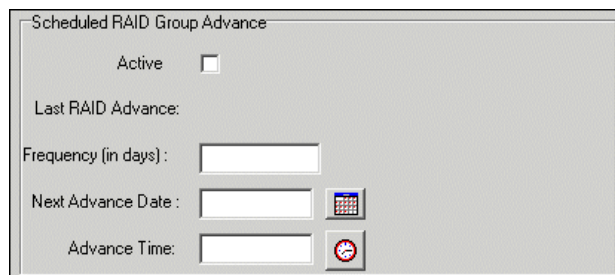 Scheduled RAID Group Advance
Active
Last RAID Advance:
Frequency (in days) :
Next Advance Date :
Advance Time: